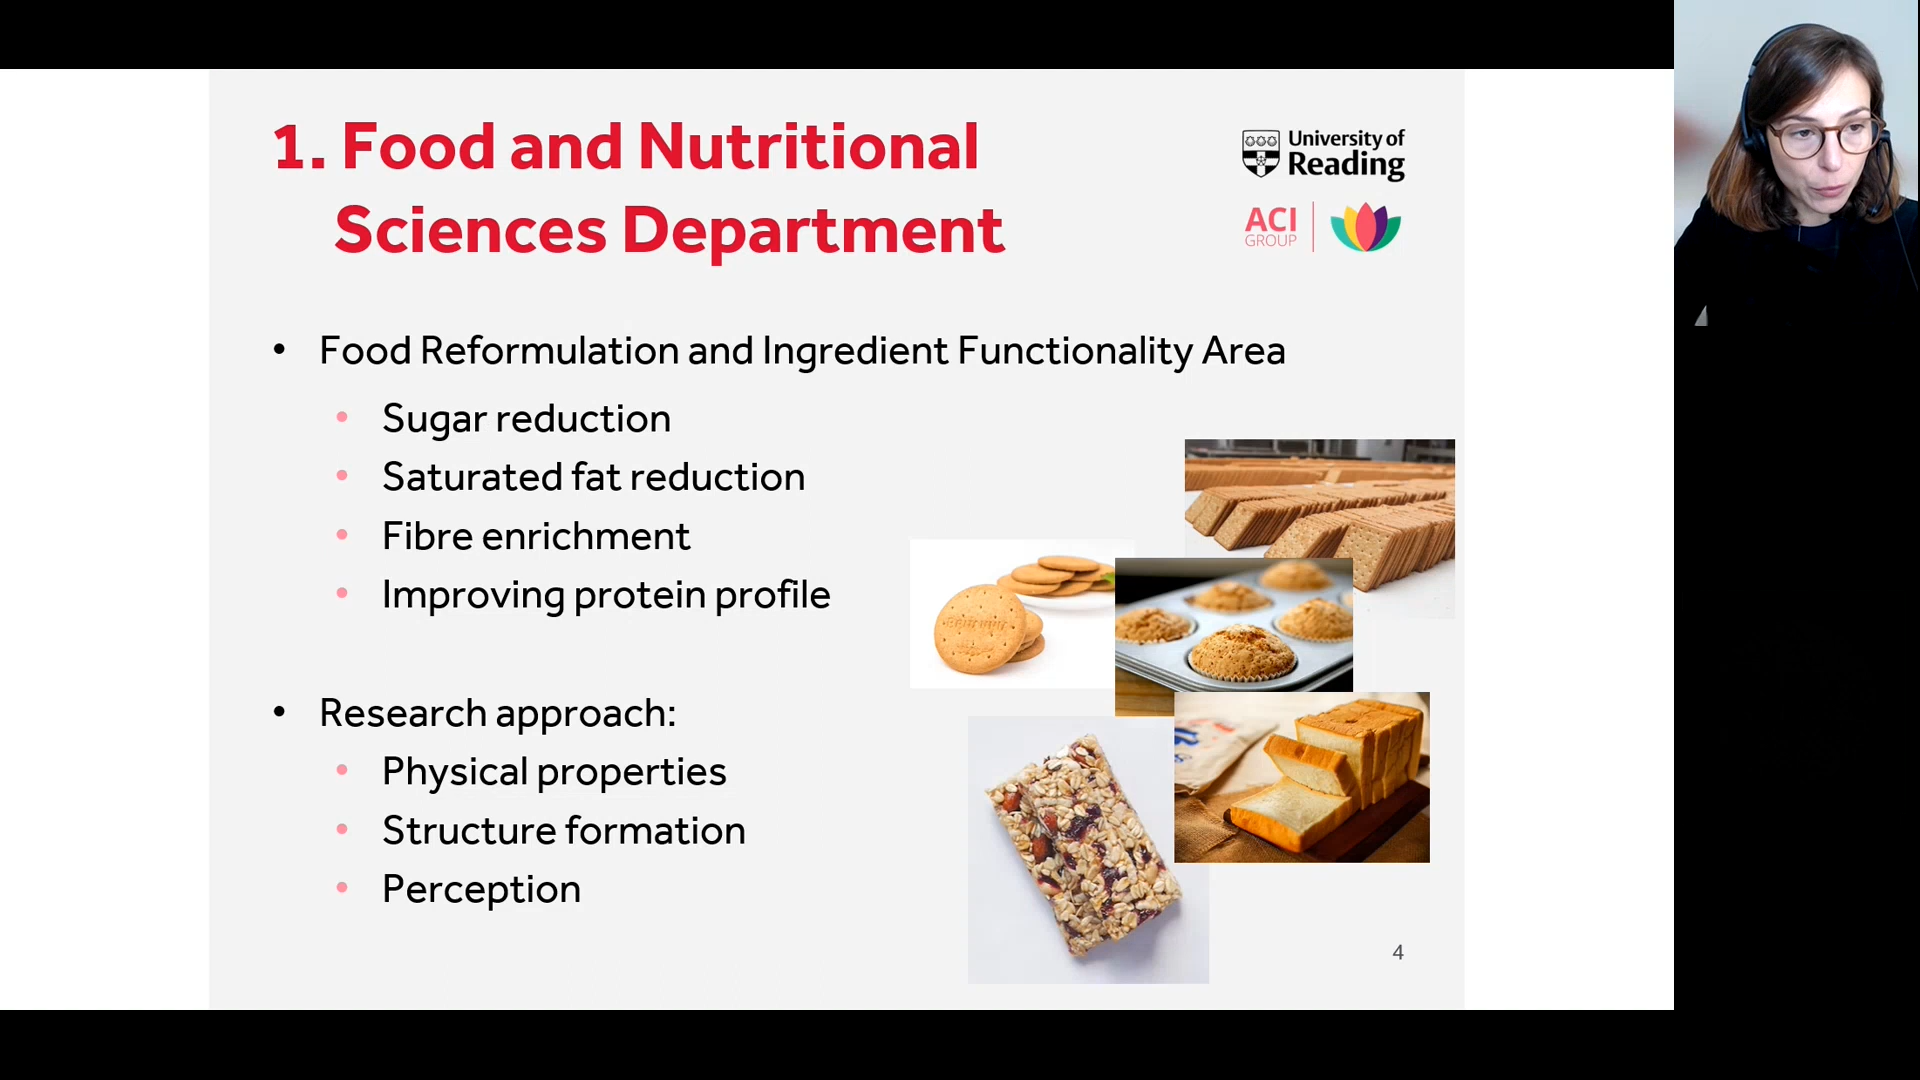 1. Food and Nutritional
Sciences Department
University of
Reading
ACI
GROUP
• Food Reformulation and Ingredient Functionality Area
• Sugar reduction
• Saturated fat reduction
• Fibre enrichment
• Improving protein profile
• Research approach:
• Physical properties
• Structure formation
• Perception
4